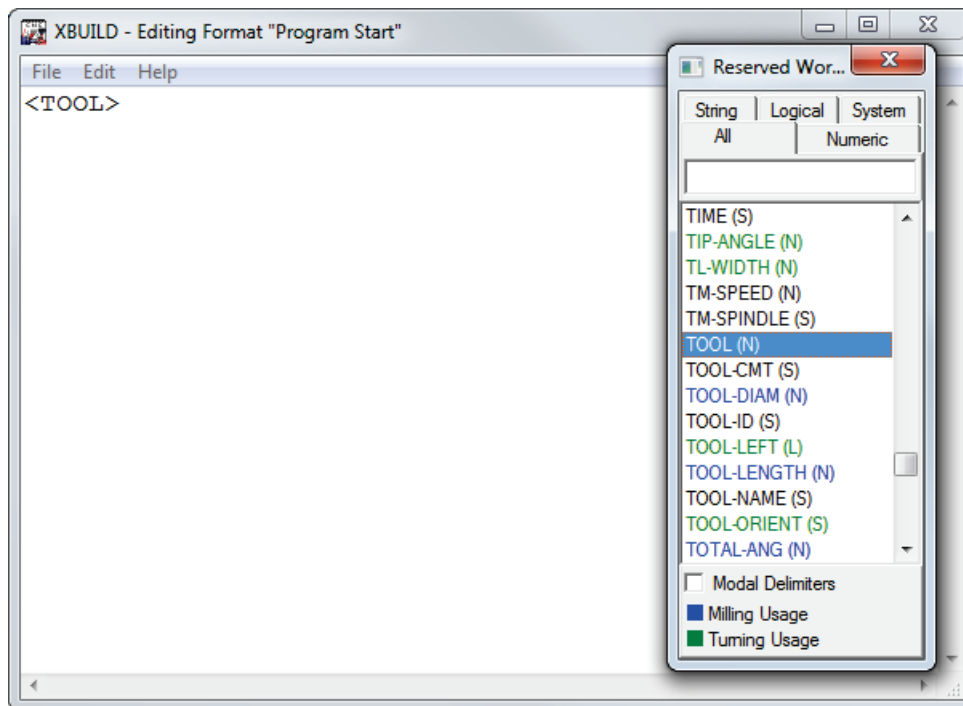 XBUILD - Editing Format "Program Start"
File Edit Help
<TOOL>
Reserved Wor...
String Logical System
All Numeric
TIME (S)
TIP-ANGLE (N)
TL-WIDTH (N)
TM-SPEED (N)
TM-SPINDLE (S)
TOOL (N)
TOOL-CMT (S)
TOOL-DIAM (N)
TOOL-ID (S)
TOOL-LEFT (L)
TOOL-LENGTH (N)
TOOL-NAME (S)
TOOL-ORIENT (S)
TOTAL-ANG (N)
Modal Delimiters
Milling Usage
Turning Usage